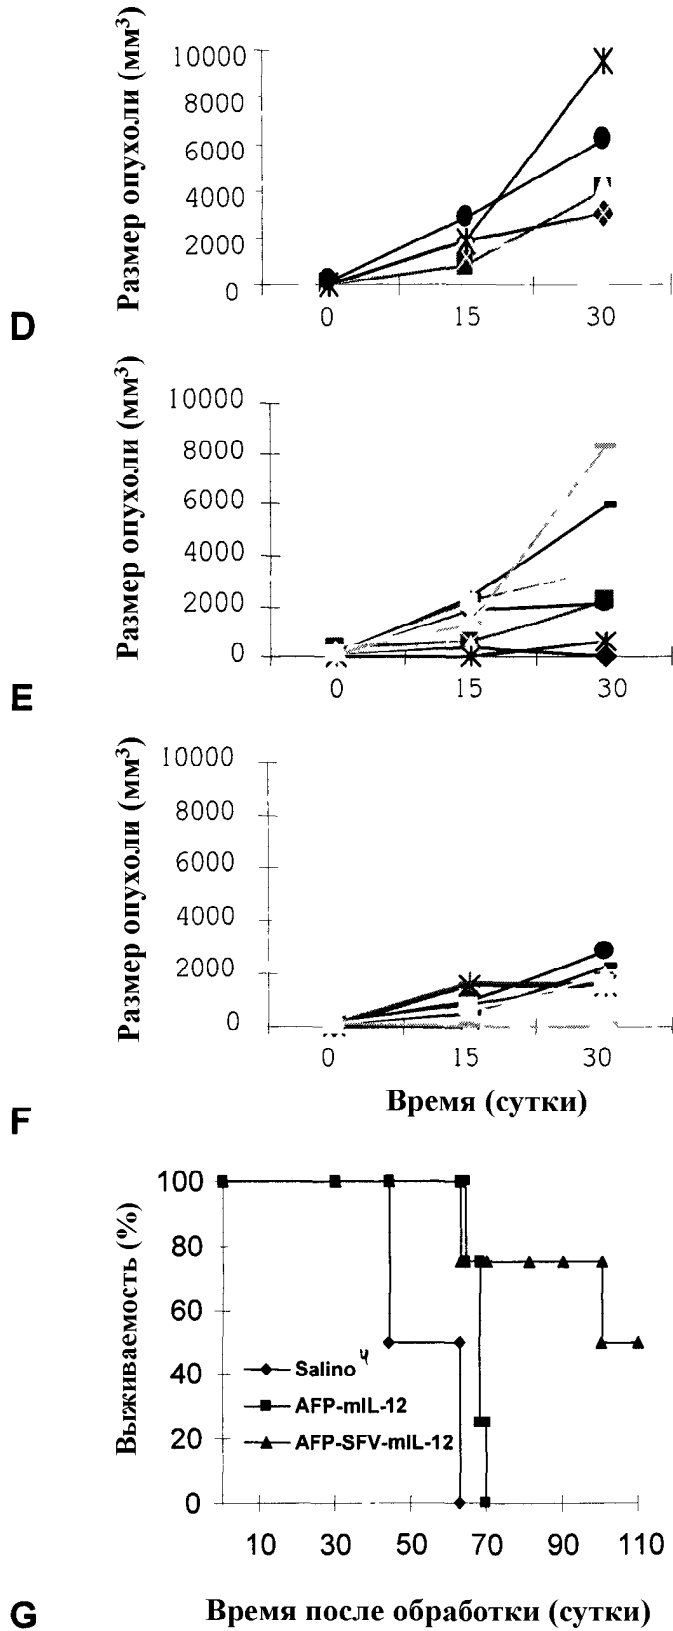 Размер опухоли (мм³)
10000
8000
6000
4000
2000
0
0 15 30
D
Размер опухоли (мм³)
10000
8000
6000
4000
2000
0
0 15 30
E
Размер опухоли (мм³)
10000
8000
6000
4000
2000
0
0 15 30
Время (сутки)
F
Выживаемость (%)
100
80
60
40
20
0
Salino
AFP-mIL-12
AFP-SFV-mIL-12
10 30 50 70 90 110
Время после обработки (сутки)
G